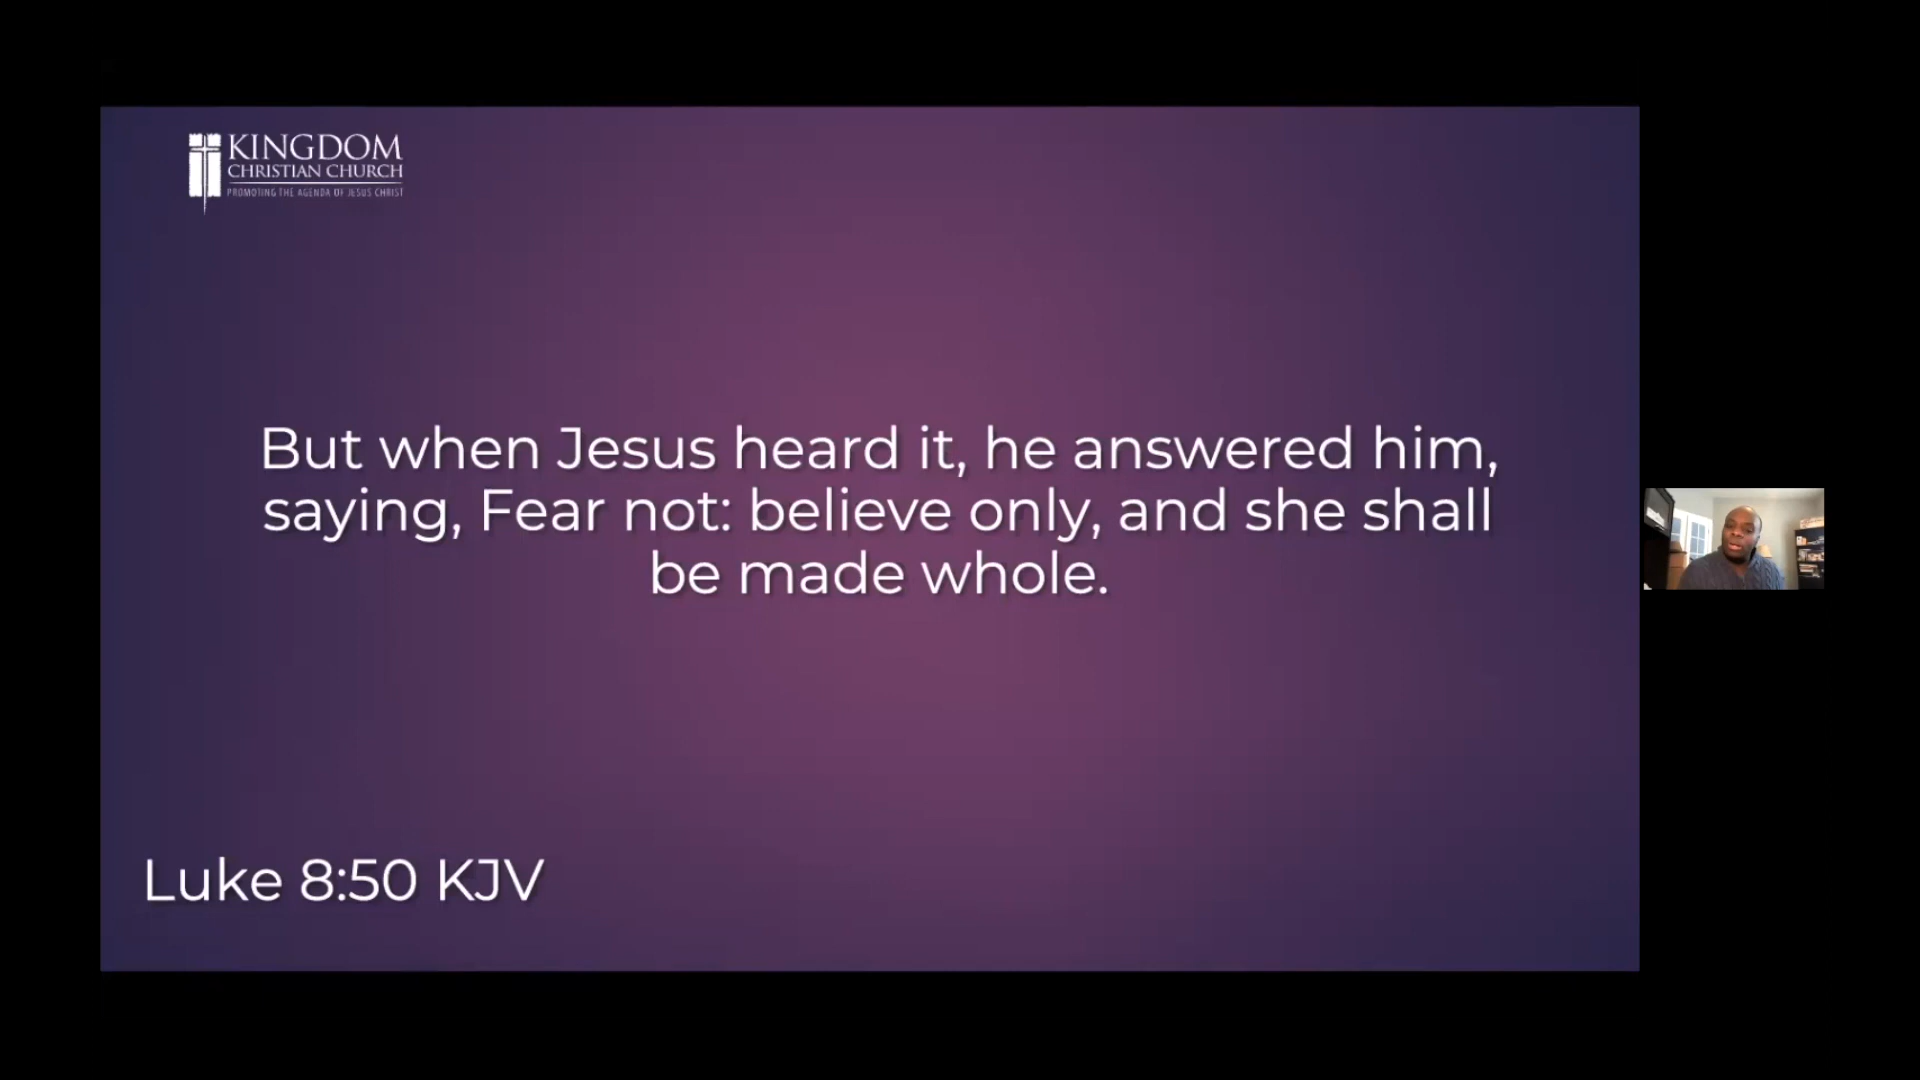 KINGDOM
CHRISTIAN CHURCH
PROMOTING THE AGENDA OF JESUS CHRIST
But when Jesus heard it, he answered him,
saying, Fear not: believe only, and she shall
be made whole.
Luke 8:50 KJV